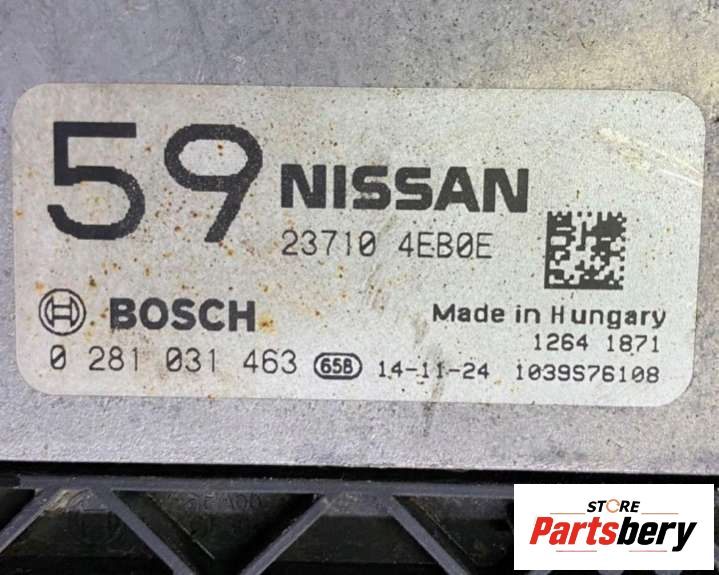 59 NISSAN
23710 4EB0E
BOSCH
Made in Hungary
1264 1871
0 281 031 463 65B 14-11-24 1039S76108
STORE
Partsbery